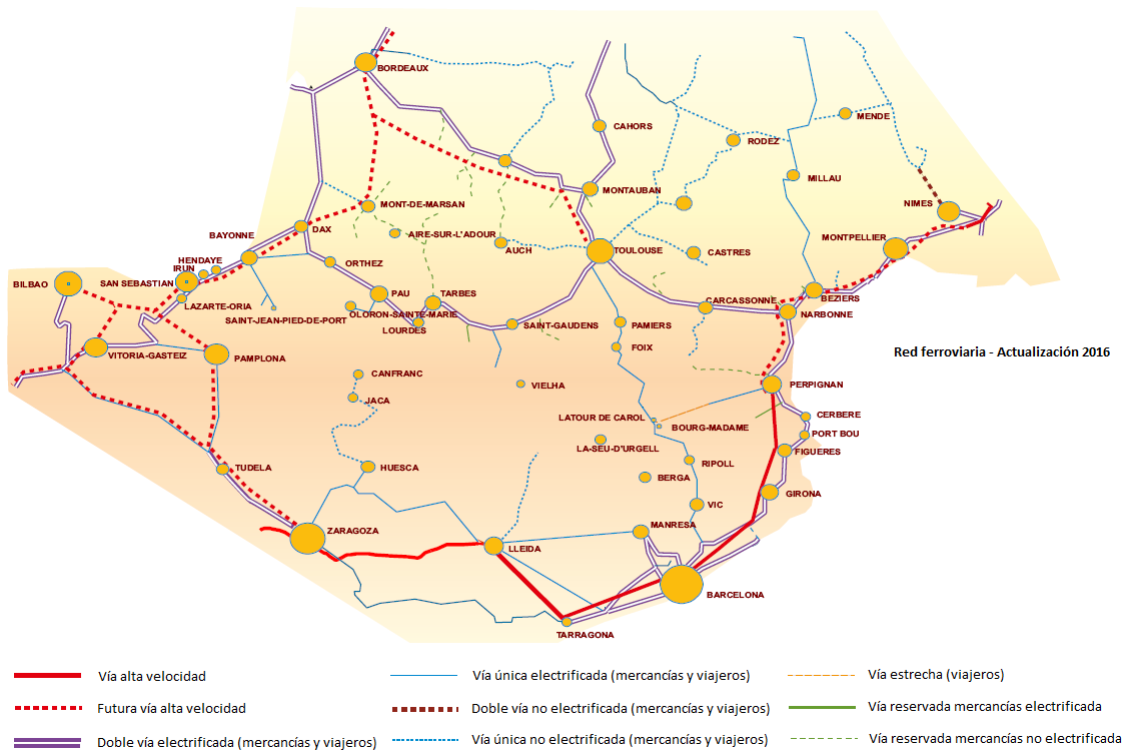 BORDEAUX
CAHORS
MENDE
RODEZ
MILLAU
MONTAUBAN
MONT-DE-MARSAN
NIMES
DAX
AIRE-SUR-L'ADOUR
BAYONNE
MONTPELLIER
AUCH
TOULOUSE
CASTRES
HENDAYE
IRUN
ORTHEZ
BILBAO
SAN SEBASTIAN
PAU
TARBES
BEZIERS
CARCASSONNE
LAZARTE-ORIA
OLORON-SAINTE-MARIE
NARBONNE
SAINT-JEAN-PIED-DE-PORT
LOURDES
SAINT-GAUDENS
PAMIERS
FOIX
Red ferroviaria - Actualización 2016
VITORIA-GASTEIZ
PAMPLONA
CANFRANC
VIELHA
PERPIGNAN
JACA
LATOUR DE CAROL
BOURG-MADAME
CERBERE
PORT BOU
LA-SEU-D'URGELL
FIGUERES
RIPOLL
TUDELA
HUESCA
BERGA
GIRONA
VIC
MANRESA
ZARAGOZA
LLEIDA
BARCELONA
TARRAGONA
Vía alta velocidad
Vía única electrificada (mercancías y viajeros)
Vía estrecha (viajeros)
Futura vía alta velocidad
Doble vía no electrificada (mercancías y viajeros)
Vía reservada mercancías electrificada
Doble vía electrificada (mercancías y viajeros)
Vía única no electrificada (mercancías y viajeros)
Vía reservada mercancías no electrificada